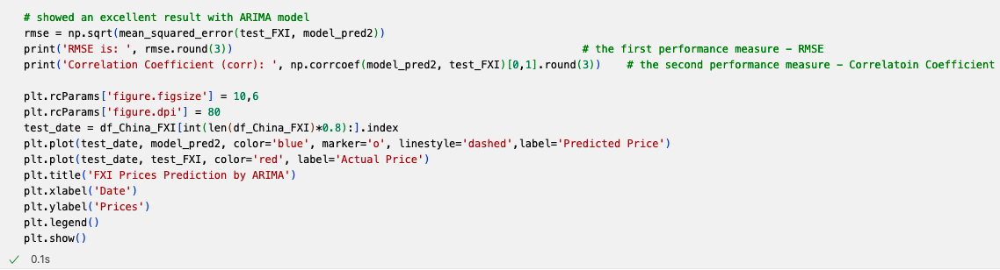 # showed an excellent result with ARIMA model
rmse = np.sqrt(mean_squared_error(test_FXI, model_pred2))
print('RMSE is: ', rmse.round(3)) # the first performance measure – RMSE
print('Correlation Coefficient (corr): ', np.corrcoef(model_pred2, test_FXI)[0,1].round(3)) # the second performance measure – Correlatoin Coefficient
plt.rcParams['figure.figsize'] = 10,6
plt.rcParams['figure.dpi'] = 80
test_date = df_China_FXI[int(len(df_China_FXI)*0.8):].index
plt.plot(test_date, model_pred2, color='blue', marker='o', linestyle='dashed',label='Predicted Price')
plt.plot(test_date, test_FXI, color='red', label='Actual Price')
plt.title('FXI Prices Prediction by ARIMA')
plt.xlabel('Date')
plt.ylabel('Prices')
plt.legend()
plt.show()
0.1s